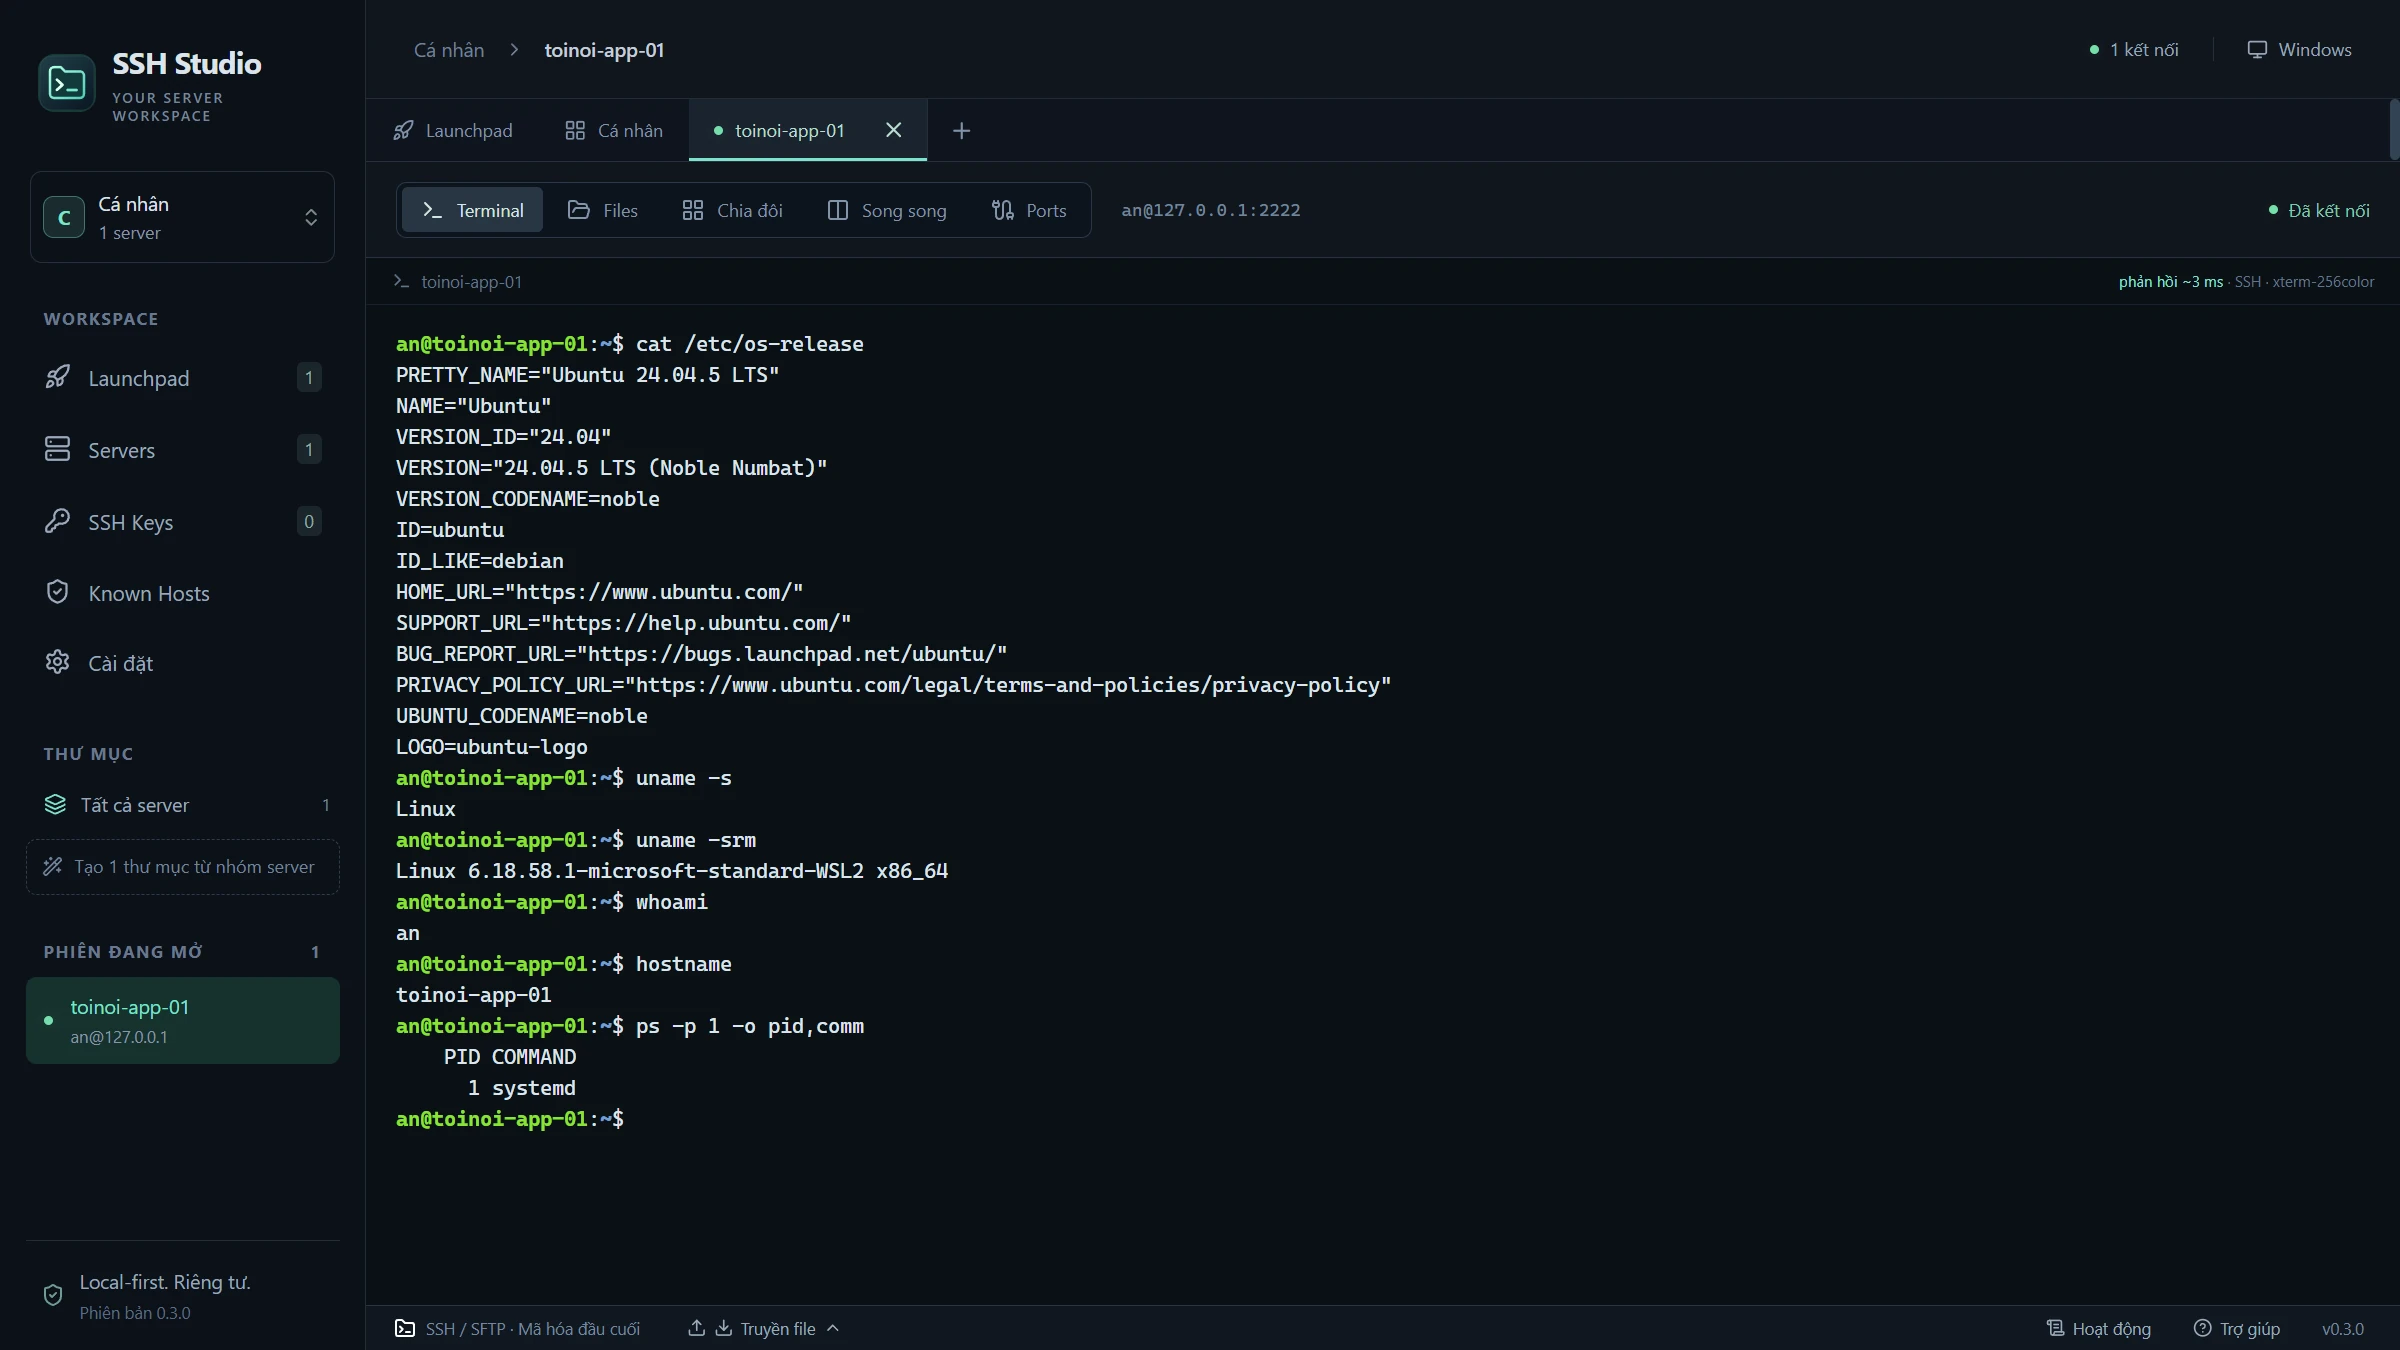 SSH Studio
YOUR SERVER
WORKSPACE
C
Cá nhân
1 server
WORKSPACE
Launchpad 1
Servers 1
SSH Keys 0
Known Hosts
Cài đặt
THƯ MỤC
Tất cả server 1
Tạo 1 thư mục từ nhóm server
PHIÊN ĐANG MỞ 1
toinoi-app-01
an@127.0.0.1
Local-first. Riêng tư.
Phiên bản 0.3.0
Cá nhân > toinoi-app-01
1 kết nối
Windows
Launchpad
Cá nhân
toinoi-app-01
Terminal
Files
Chia đôi
Song song
Ports
an@127.0.0.1:2222
Đã kết nối
toinoi-app-01
phản hồi ~3 ms · SSH · xterm-256color
an@toinoi-app-01:~$ cat /etc/os-release
PRETTY_NAME="Ubuntu 24.04.5 LTS"
NAME="Ubuntu"
VERSION_ID="24.04"
VERSION="24.04.5 LTS (Noble Numbat)"
VERSION_CODENAME=noble
ID=ubuntu
ID_LIKE=debian
HOME_URL="https://www.ubuntu.com/"
SUPPORT_URL="https://help.ubuntu.com/"
BUG_REPORT_URL="https://bugs.launchpad.net/ubuntu/"
PRIVACY_POLICY_URL="https://www.ubuntu.com/legal/terms-and-policies/privacy-policy"
UBUNTU_CODENAME=noble
LOGO=ubuntu-logo
an@toinoi-app-01:~$ uname -s
Linux
an@toinoi-app-01:~$ uname -srm
Linux 6.18.58.1-microsoft-standard-WSL2 x86_64
an@toinoi-app-01:~$ whoami
an
an@toinoi-app-01:~$ hostname
toinoi-app-01
an@toinoi-app-01:~$ ps -p 1 -o pid,comm
    PID COMMAND
      1 systemd
an@toinoi-app-01:~$
SSH / SFTP · Mã hóa đầu cuối
Truyền file
Hoạt động
Trợ giúp
v0.3.0